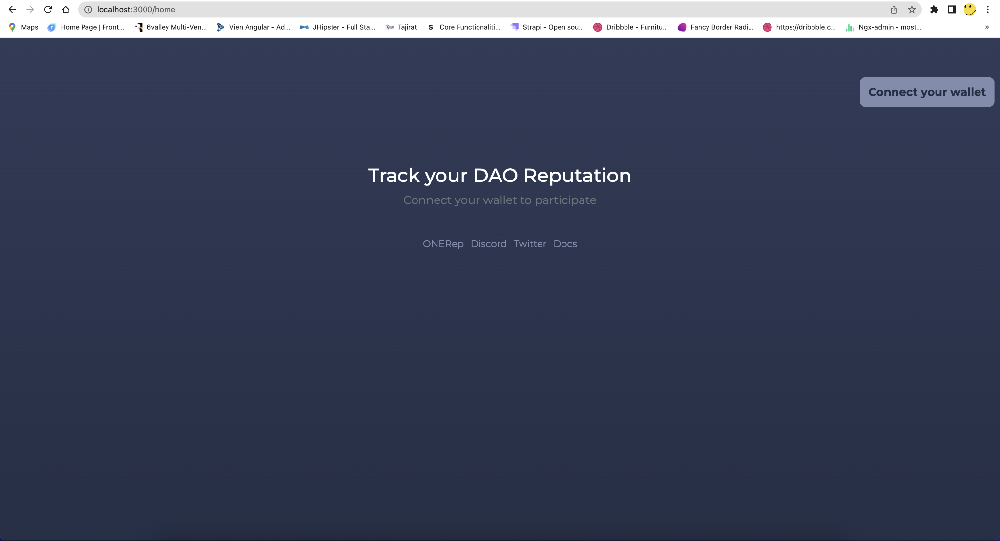 localhost:3000/home
Maps Home Page | Front... 6valley Multi-Ven... Vien Angular - Ad... JHipster - Full Sta... Tajirat S Core Functionaliti... Strapi - Open sou... Dribbble - Furnitu... Fancy Border Radi... https://dribbble.c... Ngx-admin - most... »
Connect your wallet
Track your DAO Reputation
Connect your wallet to participate
ONERep Discord Twitter Docs